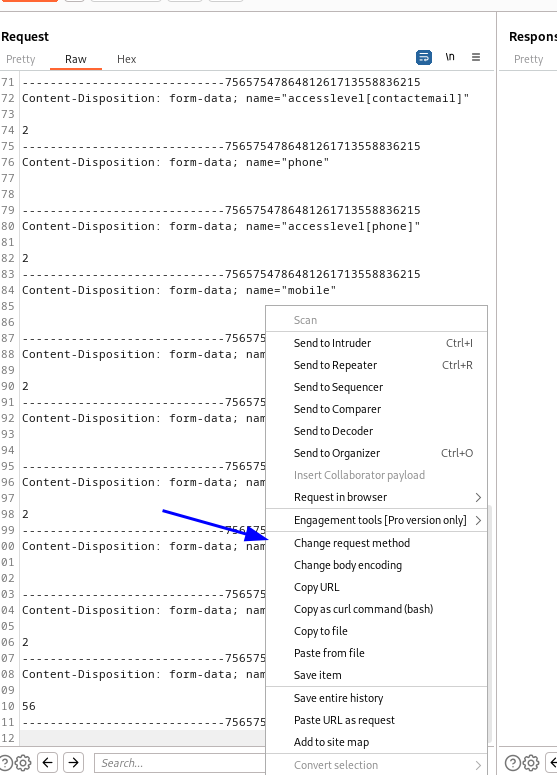 Request
Respons
Pretty
Raw
Hex
\n
Pretty
71 -----------------------------7565754786481261713558836215
72 Content-Disposition: form-data; name="accesslevel[contactemail]"
73
74 2
75 -----------------------------7565754786481261713558836215
76 Content-Disposition: form-data; name="phone"
77
78
79 -----------------------------7565754786481261713558836215
80 Content-Disposition: form-data; name="accesslevel[phone]"
81
82 2
83 -----------------------------7565754786481261713558836215
84 Content-Disposition: form-data; name="mobile"
85
86
87 -----------------------------756575
88 Content-Disposition: form-data; nam
89
90 2
91 -----------------------------756575
92 Content-Disposition: form-data; nam
93
94
95 -----------------------------756575
96 Content-Disposition: form-data; nam
97
98 2
99 -----------------------------756575
00 Content-Disposition: form-data; nam
01
02
03 -----------------------------756575
04 Content-Disposition: form-data; nam
05
06 2
07 -----------------------------756575
08 Content-Disposition: form-data; nam
09
10 56
11 -----------------------------756575
12
Scan
Send to Intruder Ctrl+I
Send to Repeater Ctrl+R
Send to Sequencer
Send to Comparer
Send to Decoder
Send to Organizer Ctrl+O
Insert Collaborator payload
Request in browser
Engagement tools [Pro version only]
Change request method
Change body encoding
Copy URL
Copy as curl command (bash)
Copy to file
Paste from file
Save item
Save entire history
Paste URL as request
Add to site map
Convert selection
Search...